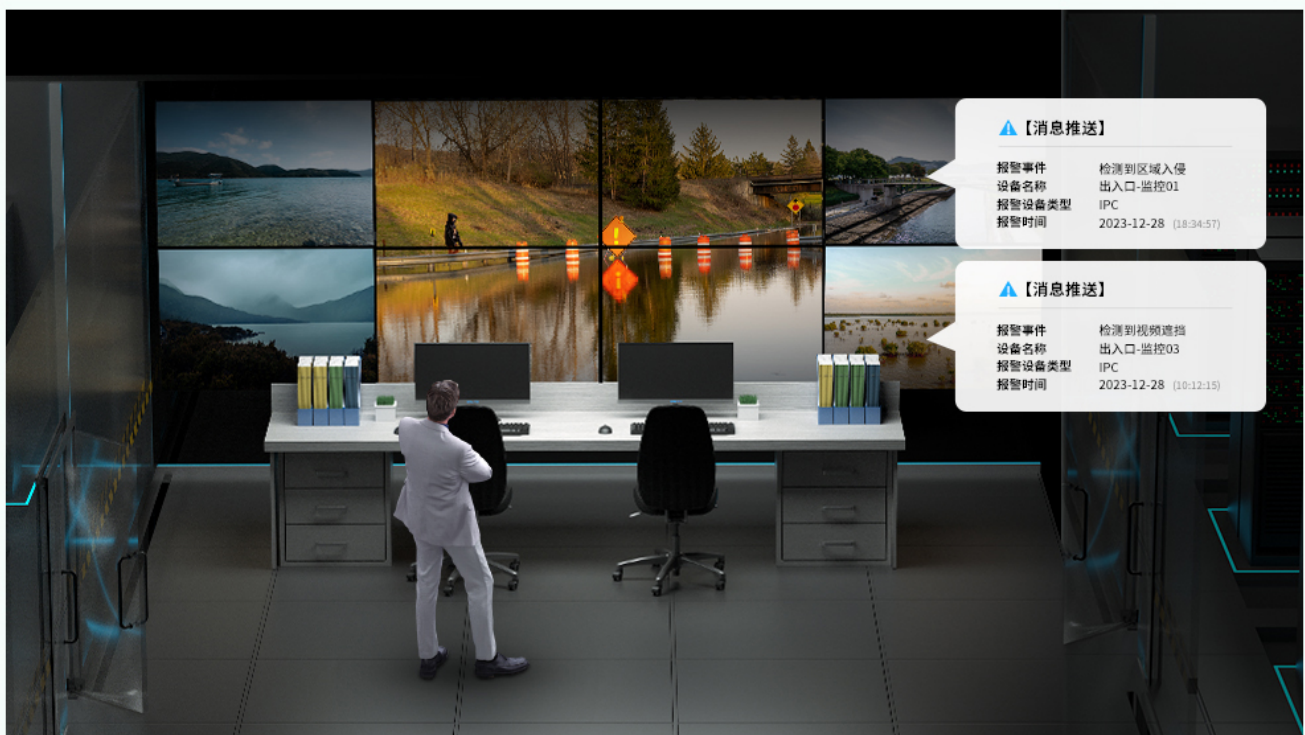 【消息推送】
报警事件 检测到区域入侵
设备名称 出入口-监控01
报警设备类型 IPC
报警时间 2023-12-28 (18:34:57)
【消息推送】
报警事件 检测到视频遮挡
设备名称 出入口-监控03
报警设备类型 IPC
报警时间 2023-12-28 (10:12:15)